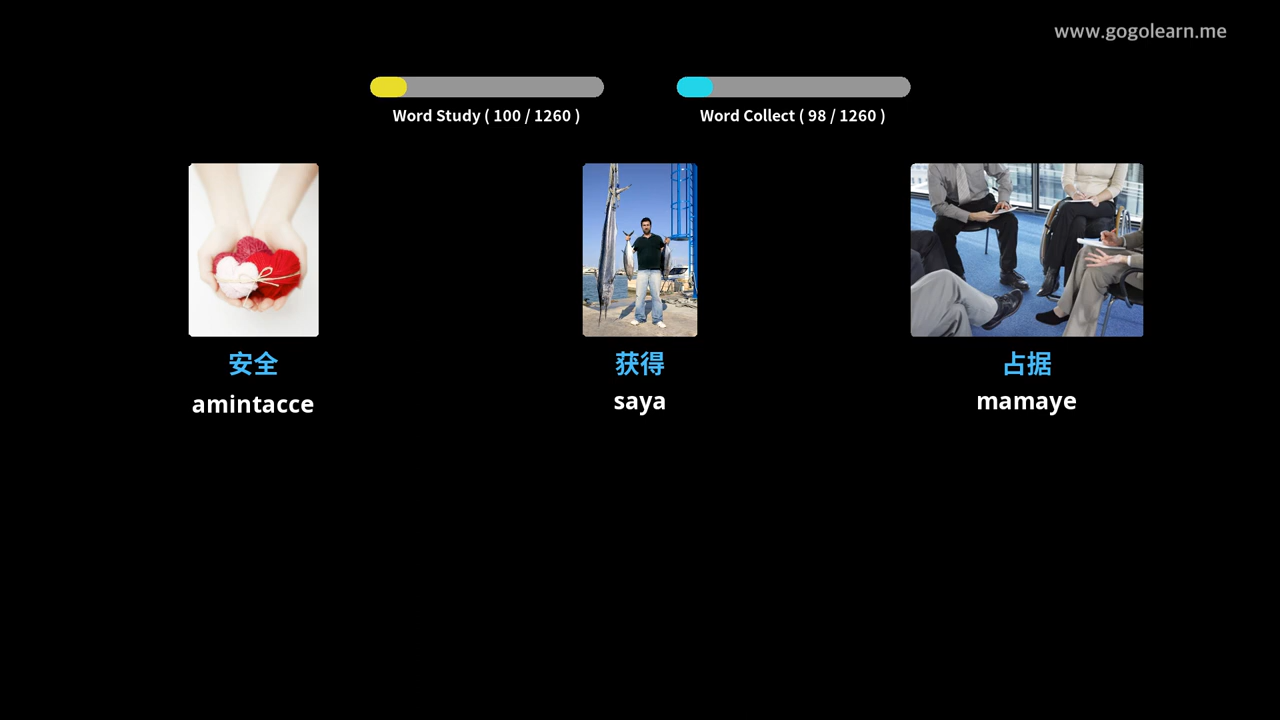 www.gogolearn.me
Word Study ( 100 / 1260 )
Word Collect ( 98 / 1260 )
安全
获得
占据
amintacce
saya
mamaye